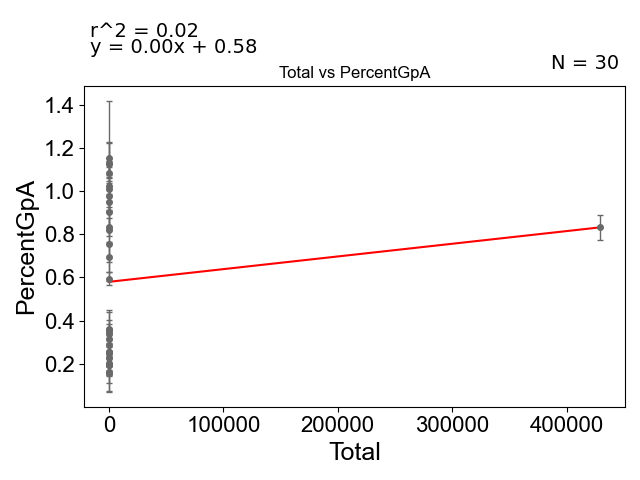 r^2 = 0.02
y = 0.00x + 0.58
N = 30
Total vs PercentGpA
1.4
1.2
1.0
0.8
0.6
0.4
0.2
PercentGpA
0 100000 200000 300000 400000
Total